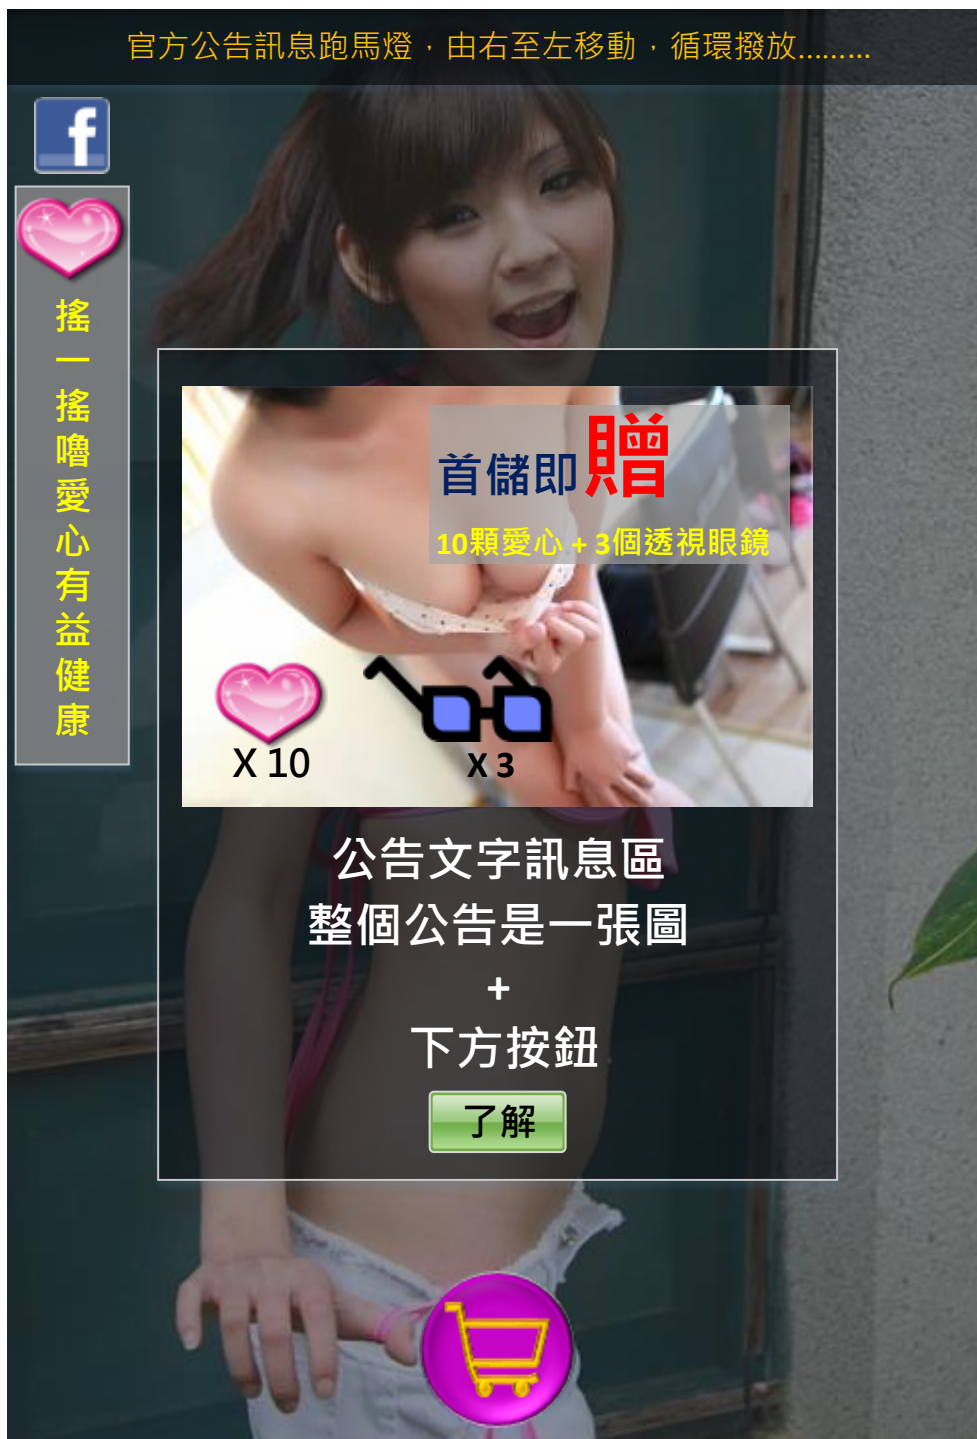 官方公告訊息跑馬燈，由右至左移動，循環撥放.........
f
搖一搖嚕愛心有益健康
首儲即贈
10顆愛心 + 3個透視眼鏡
X 10
X 3
公告文字訊息區
整個公告是一張圖
+
下方按鈕
了解